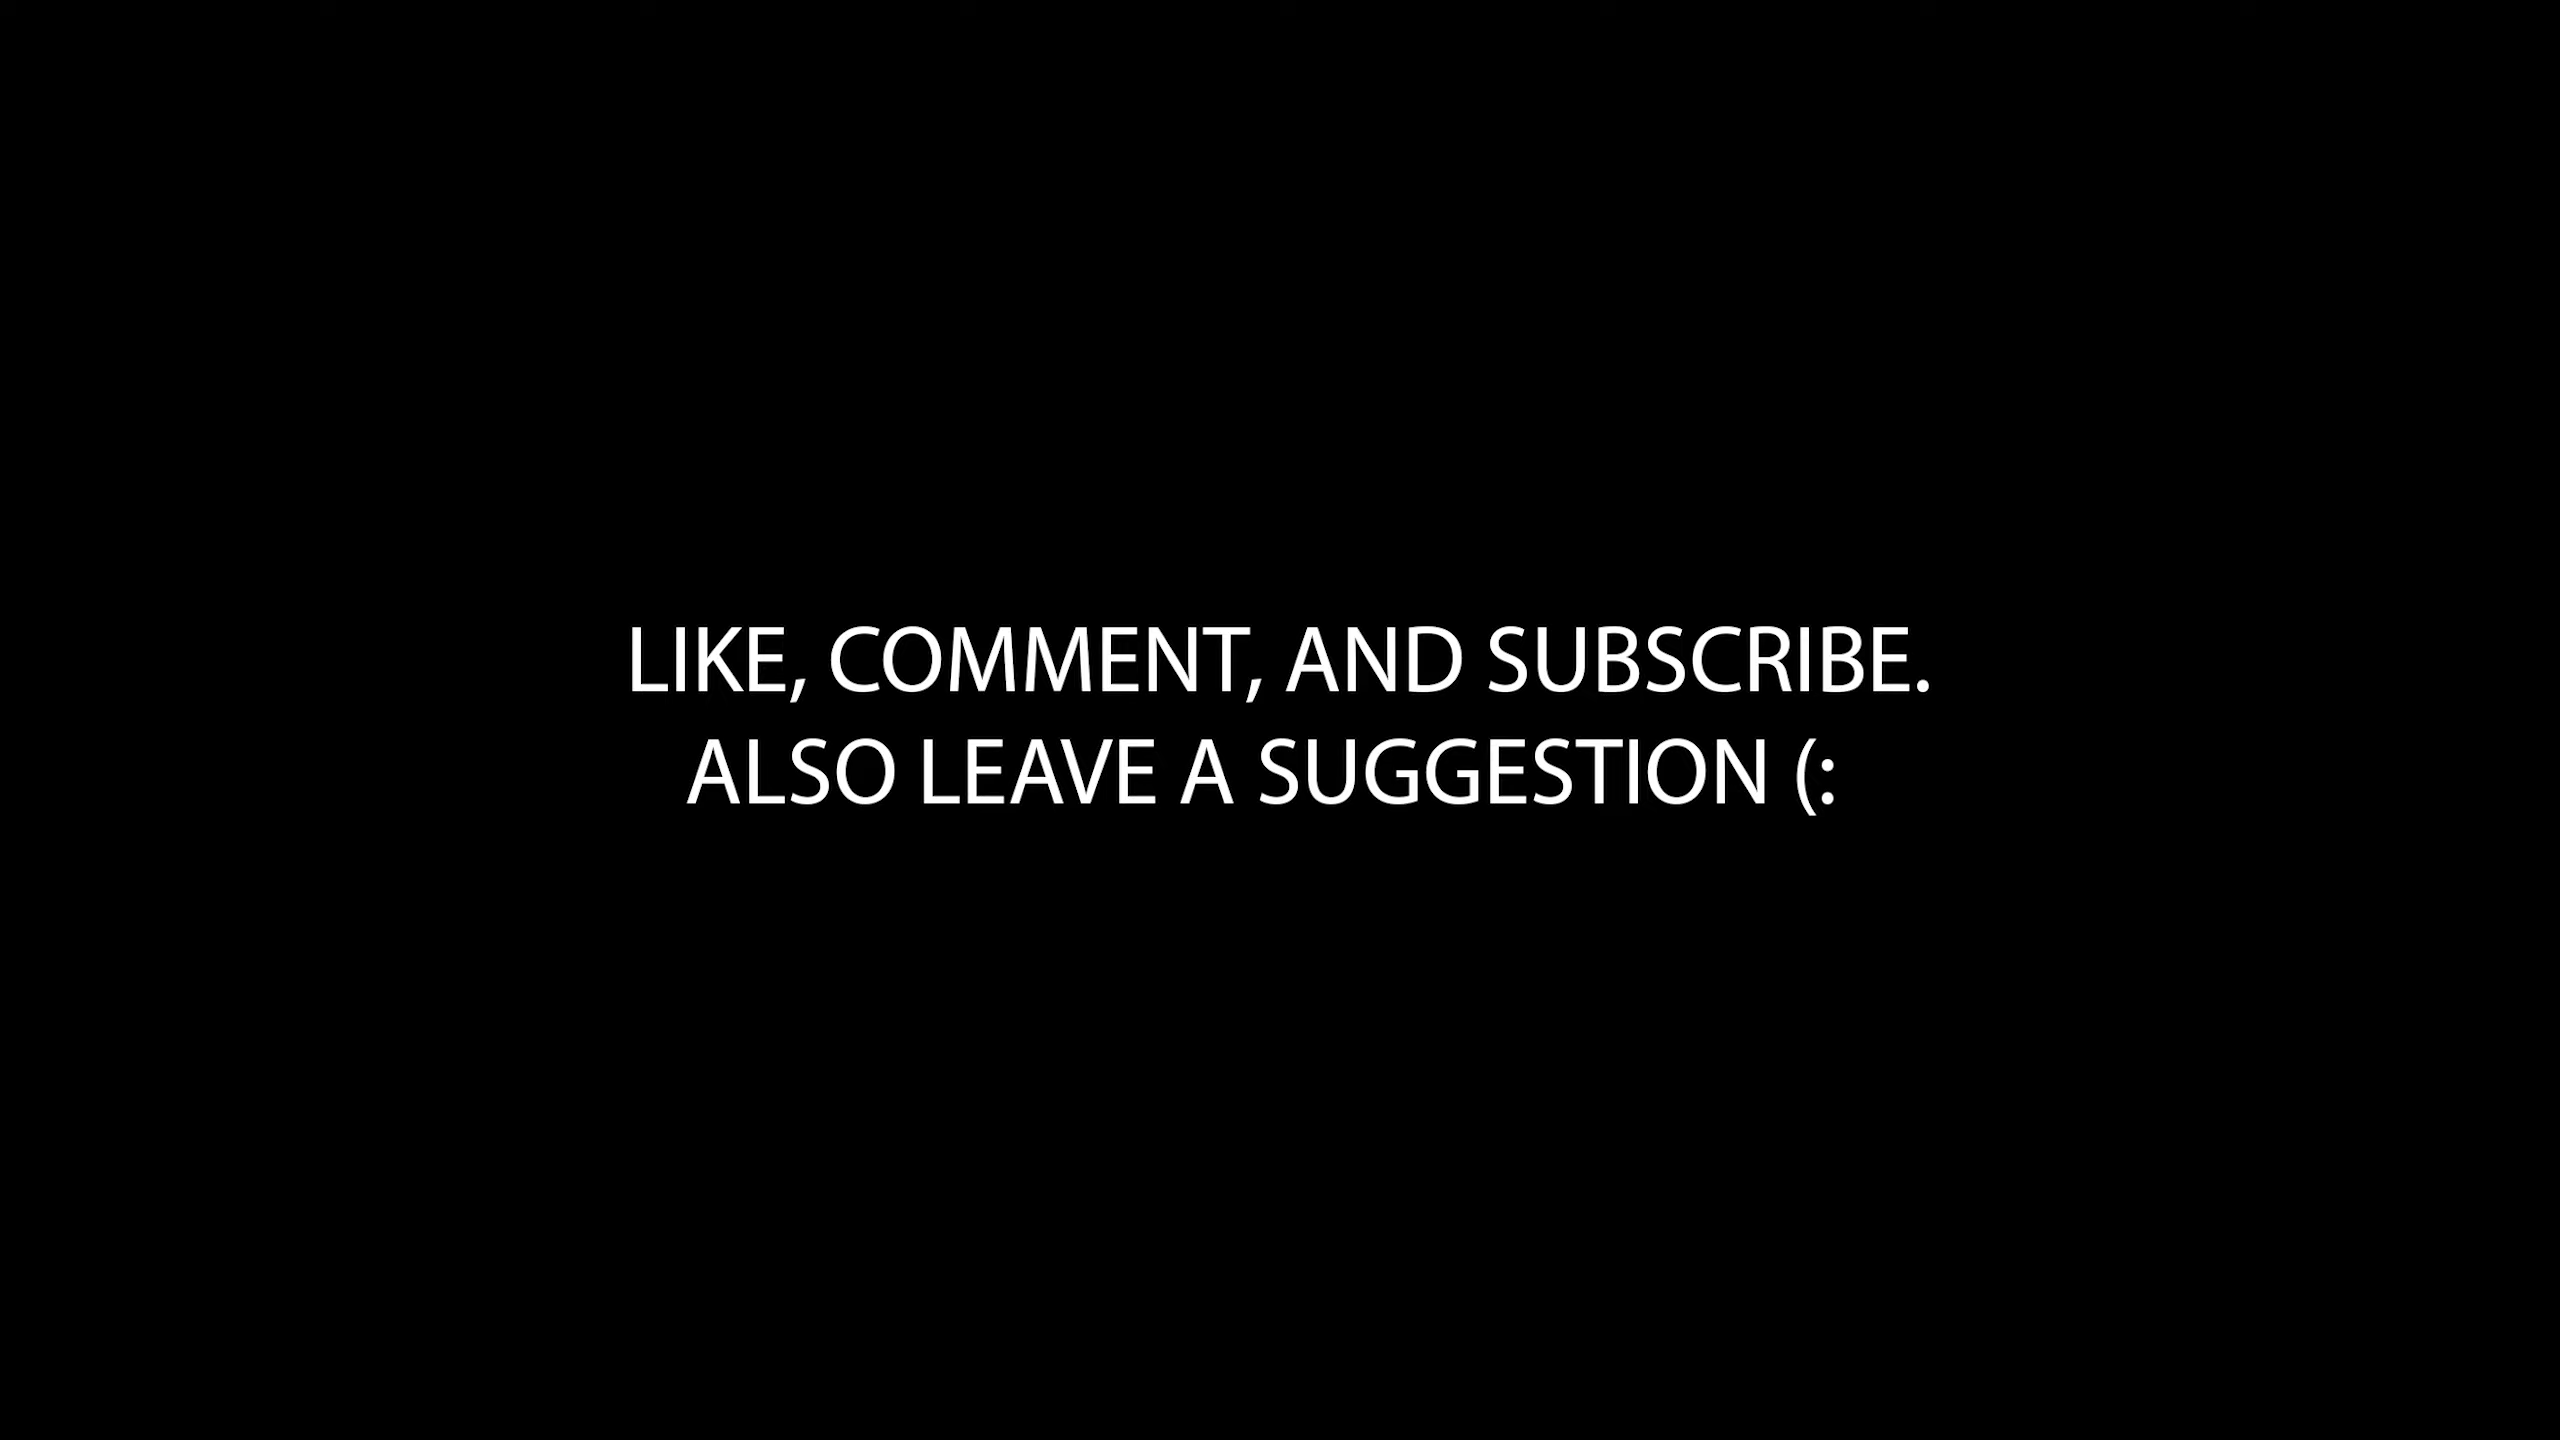 LIKE, COMMENT, AND SUBSCRIBE.
ALSO LEAVE A SUGGESTION (: